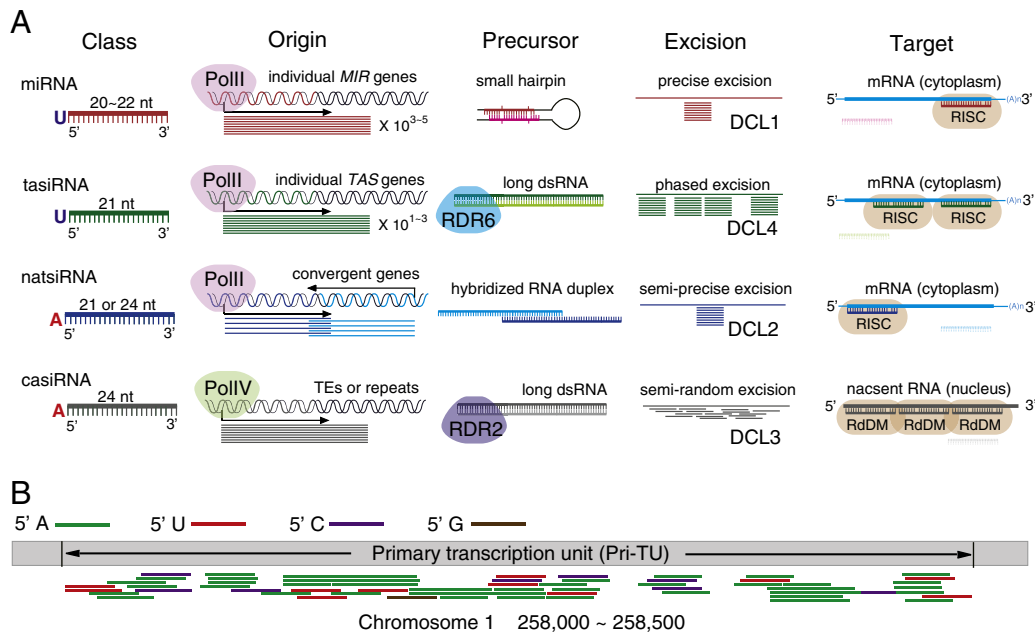 A
Class Origin Precursor Excision Target
miRNA
20~22 nt
U
5’ 3’
PolII
individual MIR genes
X 10^3~5
small hairpin
precise excision
DCL1
mRNA (cytoplasm)
5’ (A)n 3’
RISC
tasiRNA
21 nt
U
5’ 3’
PolII
individual TAS genes
X 10^1~3
long dsRNA
RDR6
phased excision
DCL4
mRNA (cytoplasm)
5’ (A)n 3’
RISC RISC
natsiRNA
21 or 24 nt
A
5’ 3’
PolII
convergent genes
hybridized RNA duplex
semi-precise excision
DCL2
mRNA (cytoplasm)
5’ (A)n 3’
RISC
casiRNA
24 nt
A
5’ 3’
PolIV
TEs or repeats
long dsRNA
RDR2
semi-random excision
DCL3
nacsent RNA (nucleus)
5’ 3’
RdDM RdDM RdDM
B
5’ A 5’ U 5’ C 5’ G
Primary transcription unit (Pri-TU)
Chromosome 1 258,000 ~ 258,500